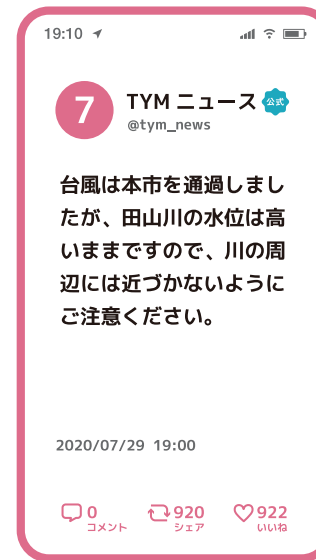 19:10
7
TYM ニュース 公式
@tym_news
台風は本市を通過しまし
たが、田山川の水位は高
いままですので、川の周
辺には近づかないように
ご注意ください。
2020/07/29 19:00
0 920 922
コメント シェア いいね